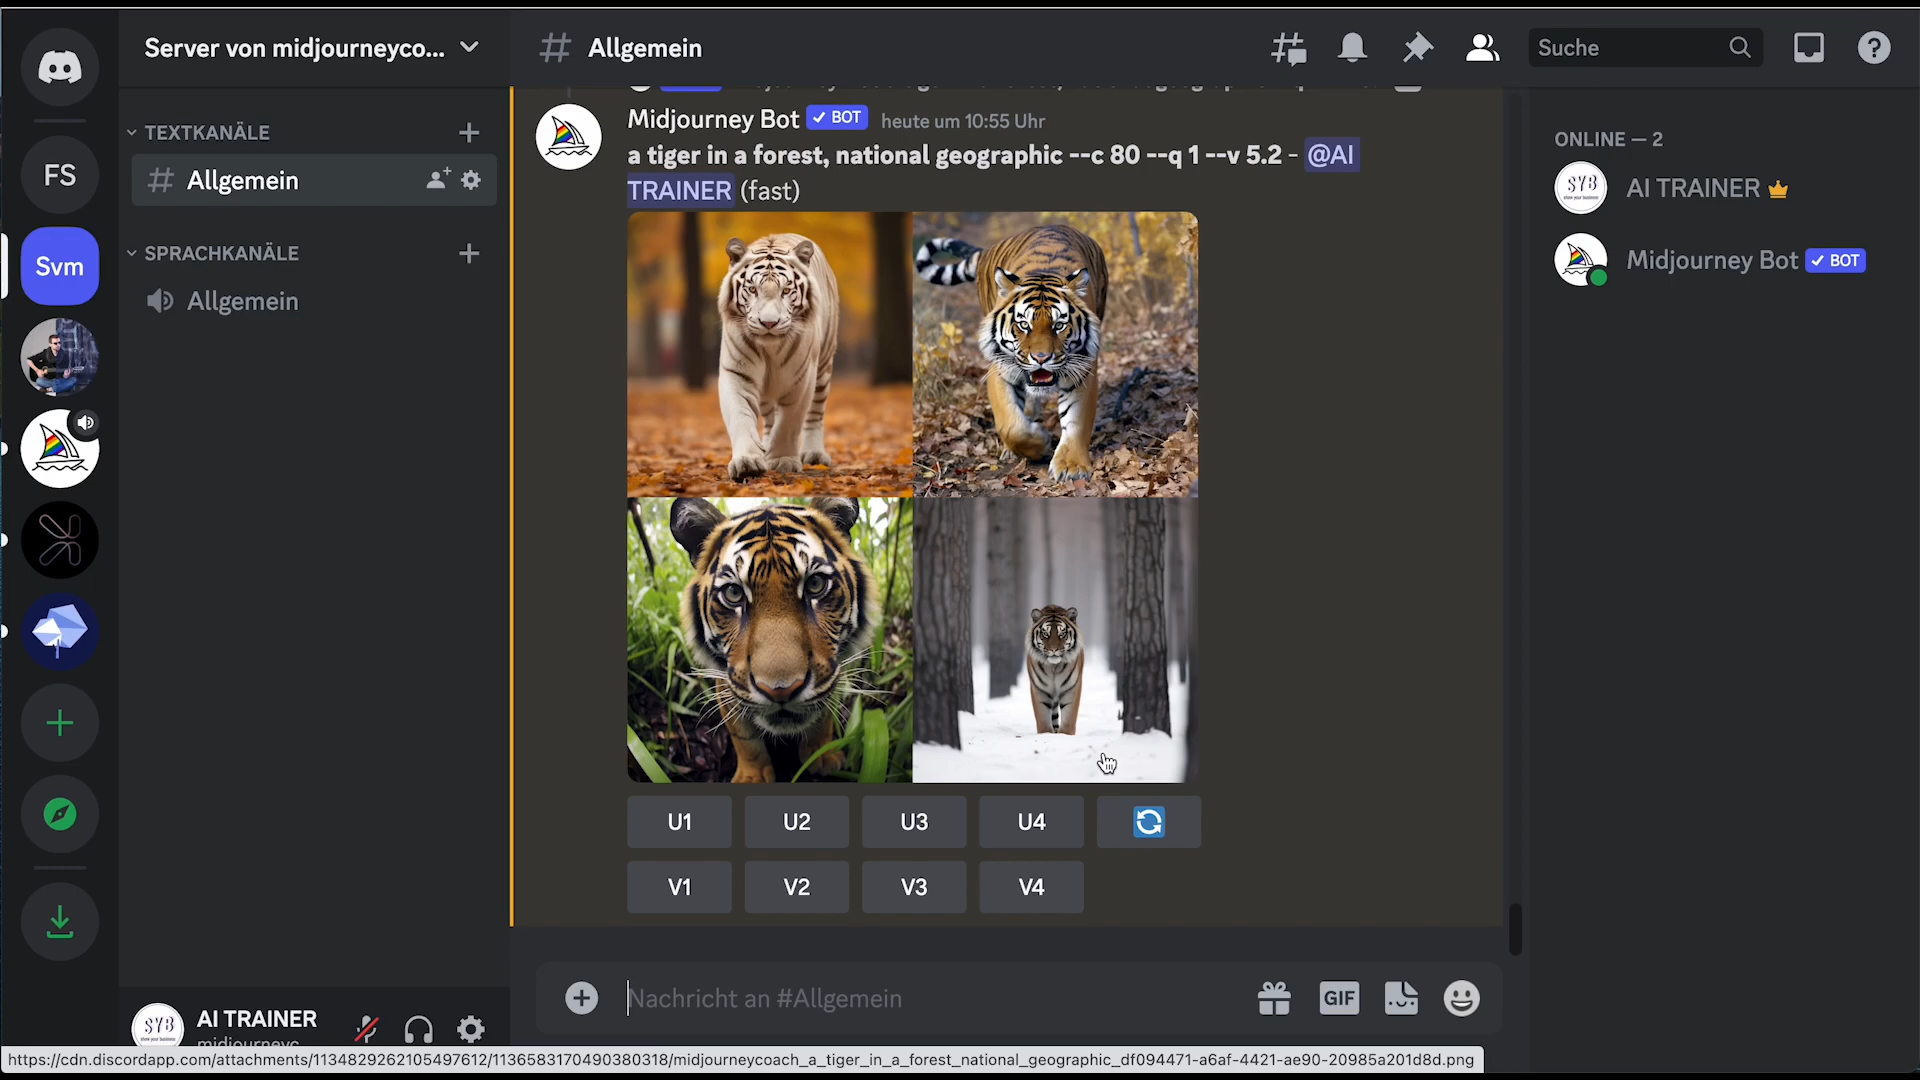 Server von midjourneyco...
Allgemein
Suche
TEXTKANÄLE
Allgemein
SPRACHKANÄLE
Allgemein
FS
Svm
Midjourney Bot BOT heute um 10:55 Uhr
a tiger in a forest, national geographic --c 80 --q 1 --v 5.2 - @AI
TRAINER (fast)
U1 U2 U3 U4
V1 V2 V3 V4
Nachricht an #Allgemein
GIF
ONLINE — 2
SYB
AI TRAINER
Midjourney Bot BOT
SYB
AI TRAINER
midjourneyc
https://cdn.discordapp.com/attachments/1134829262105497612/1136583170490380318/midjourneycoach_a_tiger_in_a_forest_national_geographic_df094471-a6af-4421-ae90-20985a201d8d.png